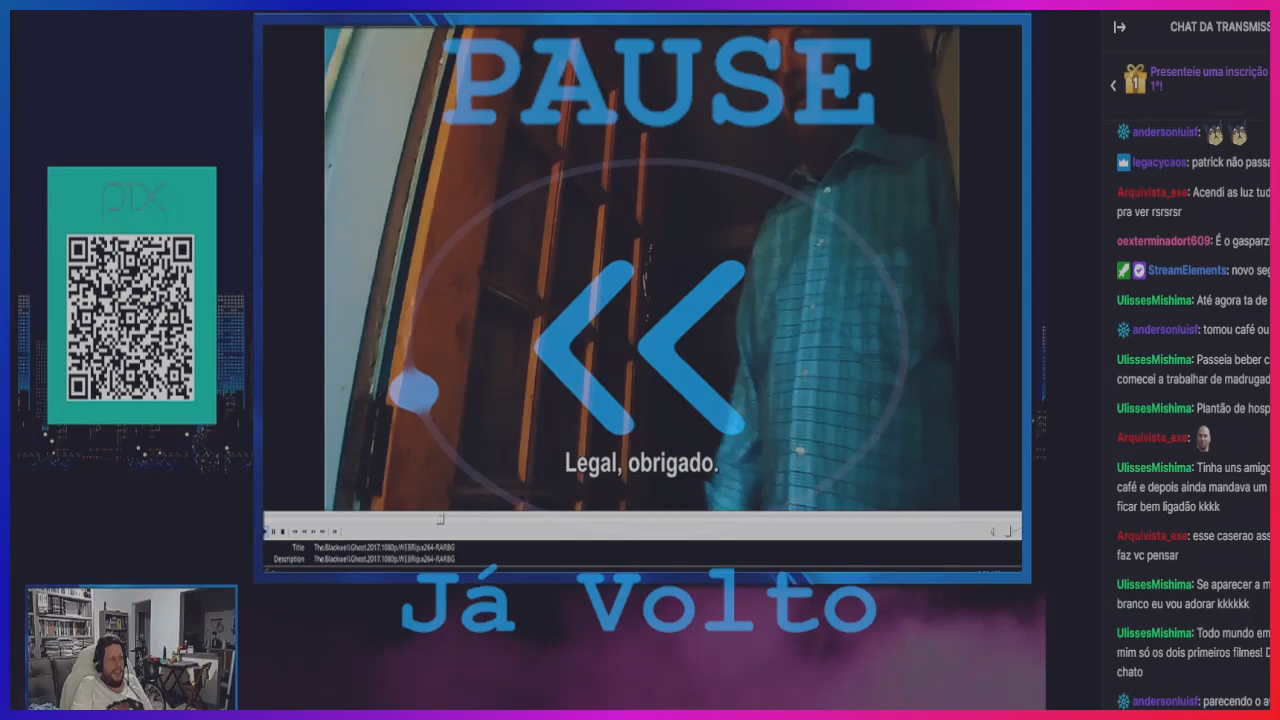 PAUSE
pix
Legal, obrigado.
Title The.Blackwell.Ghost.2017.1080p.WEBRip.x264-RARBG
Description The.Blackwell.Ghost.2017.1080p.WEBRip.x264-RARBG
Já Volto
CHAT DA TRANSMISS
Presenteie uma inscrição
1º!
1
andersonluisf:
legacycaos: patrick não passa
Arquivista_exe: Acendi as luz tud
pra ver rsrsrsr
oexterminadort609: É o gasparzi
StreamElements: novo seg
UlissesMishima: Até agora ta de
andersonluisf: tomou café ou
UlissesMishima: Passeia beber c
comecei a trabalhar de madrugad
UlissesMishima: Plantão de hosp
Arquivista_exe:
UlissesMishima: Tinha uns amigo
café e depois ainda mandava um
ficar bem ligadão kkkk
Arquivista_exe: esse caserao ass
faz vc pensar
UlissesMishima: Se aparecer a m
branco eu vou adorar kkkkkk
UlissesMishima: Todo mundo em
mim só os dois primeiros filmes! D
chato
andersonluisf: parecendo o a